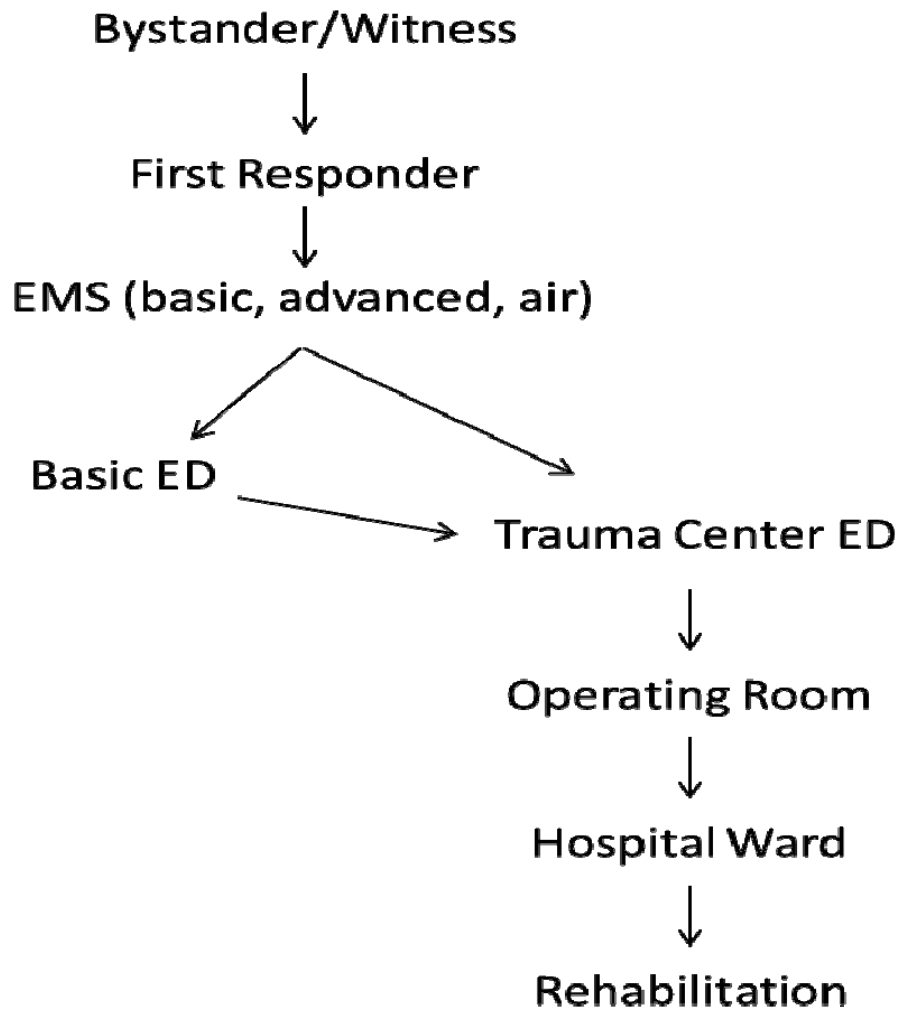 Bystander/Witness
First Responder
EMS (basic, advanced, air)
Basic ED
Trauma Center ED
Operating Room
Hospital Ward
Rehabilitation